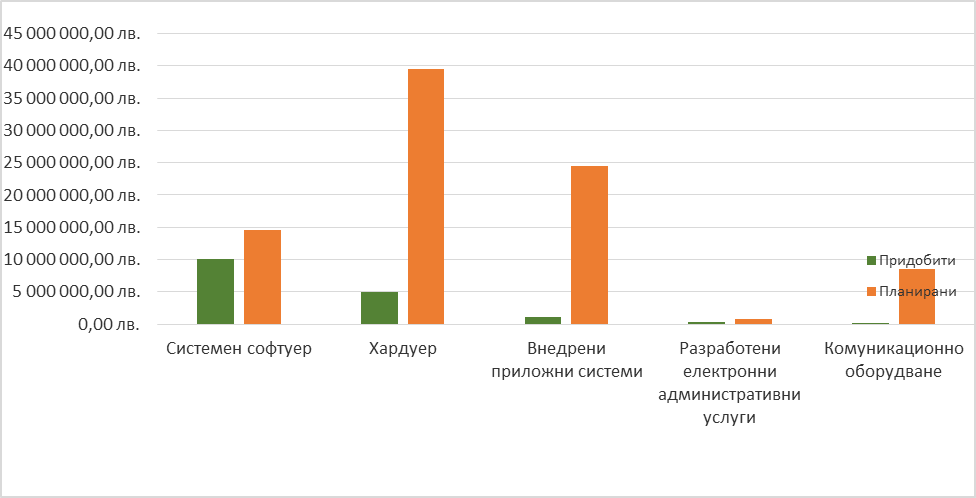 45 000 000,00 лв.
40 000 000,00 лв.
35 000 000,00 лв.
30 000 000,00 лв.
25 000 000,00 лв.
20 000 000,00 лв.
15 000 000,00 лв.
10 000 000,00 лв.
5 000 000,00 лв.
0,00 лв.
Придобити
Планирани
Системен софтуер
Хардуер
Внедрени
приложни системи
Разработени
електронни
административни
услуги
Комуникационно
оборудване